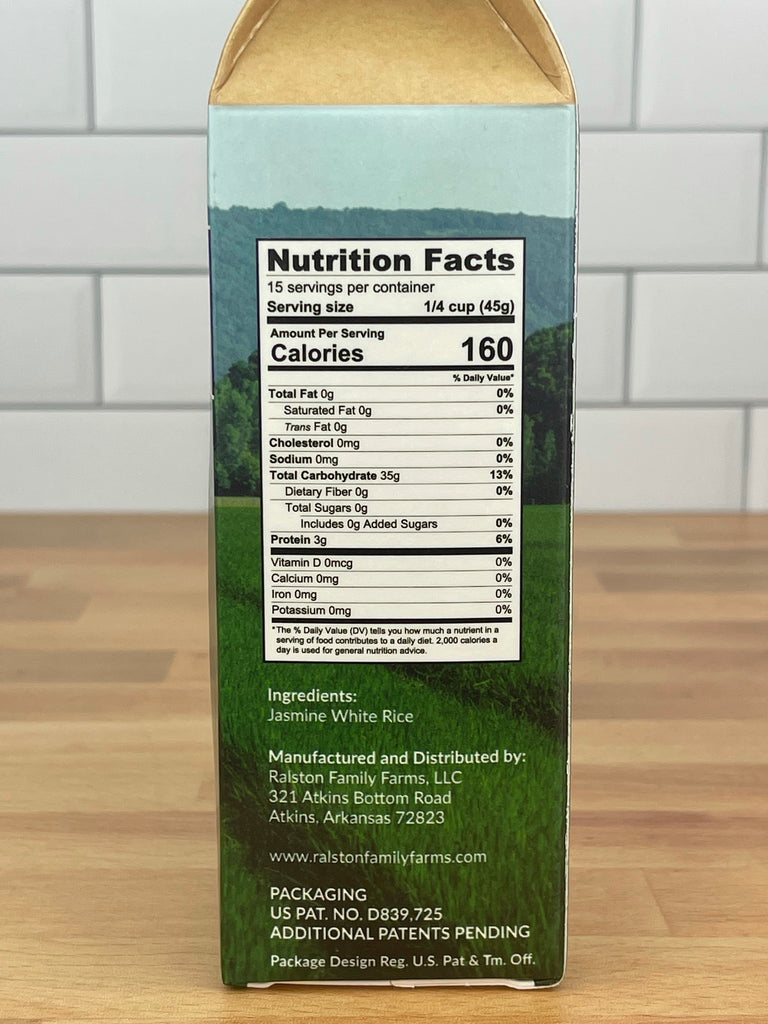 Nutrition Facts
15 servings per container
Serving size 1/4 cup (45g)
Amount Per Serving
Calories 160
% Daily Value*
Total Fat 0g 0%
Saturated Fat 0g 0%
Trans Fat 0g
Cholesterol 0mg 0%
Sodium 0mg 0%
Total Carbohydrate 35g 13%
Dietary Fiber 0g 0%
Total Sugars 0g
Includes 0g Added Sugars 0%
Protein 3g 6%
Vitamin D 0mcg 0%
Calcium 0mg 0%
Iron 0mg 0%
Potassium 0mg 0%
*The % Daily Value (DV) tells you how much a nutrient in a
serving of food contributes to a daily diet. 2,000 calories a
day is used for general nutrition advice.
Ingredients:
Jasmine White Rice
Manufactured and Distributed by:
Ralston Family Farms, LLC
321 Atkins Bottom Road
Atkins, Arkansas 72823
www.ralstonfamilyfarms.com
PACKAGING
US PAT. NO. D839,725
ADDITIONAL PATENTS PENDING
Package Design Reg. U.S. Pat & Tm. Off.